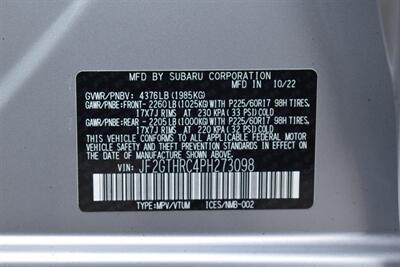 MFD. BY SUBARU CORPORATION 10/22
GVWR/PNBV: 4376LB (1985KG)
GAWR/PNBE:FRONT- 2260LB(1025KG)WITH P225/60R17 98H TIRES,
17X7J RIMS AT 230 KPA (33 PSI)COLD
GAWR/PNBE:REAR - 2205LB(1000KG)WITH P225/60R17 98H TIRES,
17X7J RIMS AT 220 KPA (32 PSI)COLD
THIS VEHICLE CONFORMS TO ALL APPLICABLE FEDERAL MOTOR
VEHICLE SAFETY, BUMPER, AND THEFT PREVENTION STANDARDS
IN EFFECT ON THE DATE OF MANUFACTURE SHOWN ABOVE.
VIN: JF2GTHRC4PH273098
TYPE:MPV/VTUM ICES/NMB-002